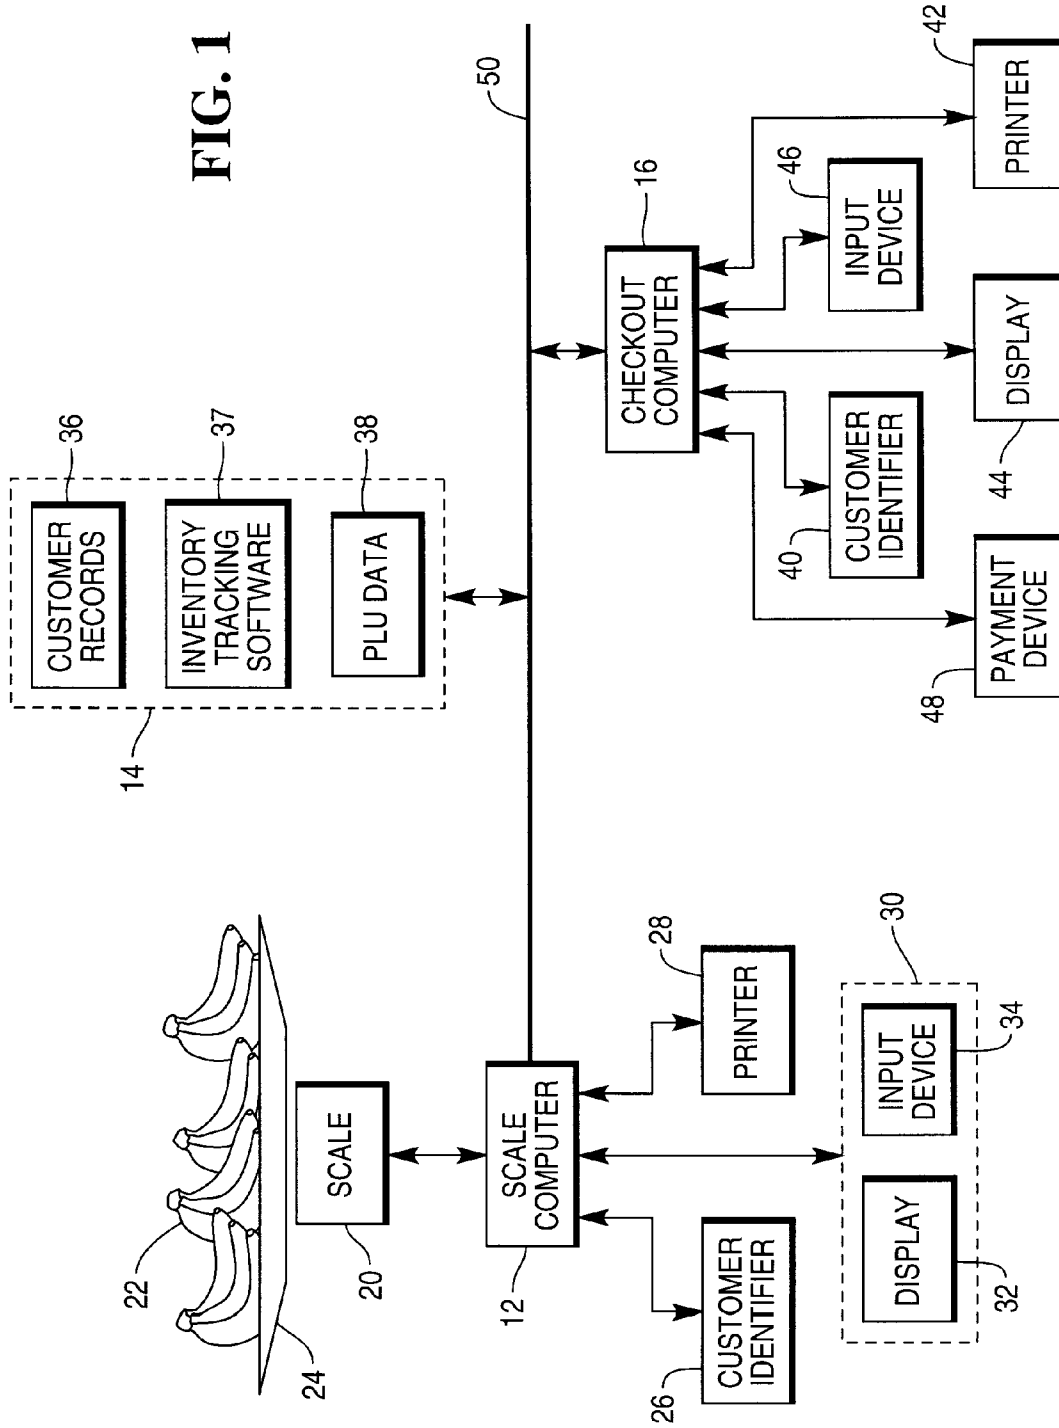 FIG. 1
22
24
SCALE
20
SCALE
COMPUTER
12
CUSTOMER
IDENTIFIER
26
PRINTER
28
30
DISPLAY
32
INPUT
DEVICE
34
14
CUSTOMER
RECORDS
36
INVENTORY
TRACKING
SOFTWARE
37
PLU DATA
38
50
CHECKOUT
COMPUTER
16
CUSTOMER
IDENTIFIER
40
INPUT
DEVICE
46
PAYMENT
DEVICE
48
DISPLAY
44
PRINTER
42